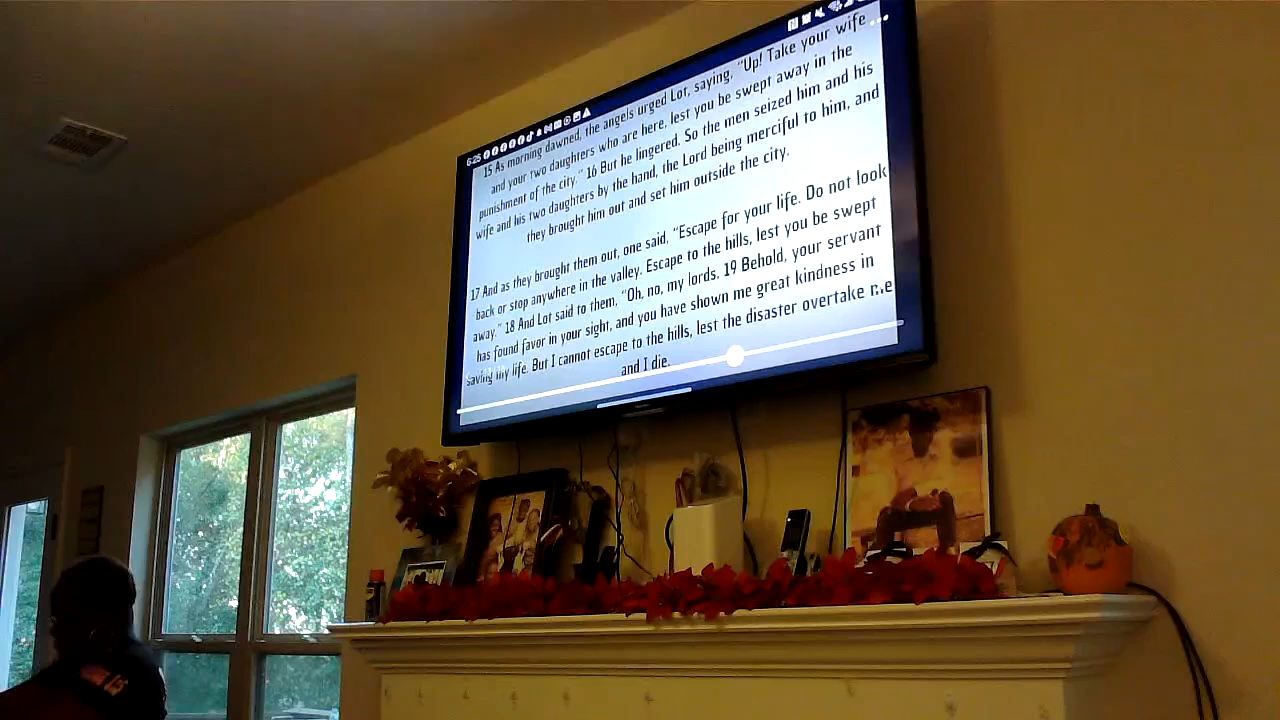 6:25
15 As morning dawned, the angels urged Lot, saying, "Up! Take your wife
and your two daughters who are here, lest you be swept away in the
punishment of the city." 16 But he lingered. So the men seized him and his
wife and his two daughters by the hand, the Lord being merciful to him, and
they brought him out and set him outside the city.
17 And as they brought them out, one said, "Escape for your life. Do not look
back or stop anywhere in the valley. Escape to the hills, lest you be swept
away." 18 And Lot said to them, "Oh, no, my lords. 19 Behold, your servant
has found favor in your sight, and you have shown me great kindness in
saving my life. But I cannot escape to the hills, lest the disaster overtake me
and I die.